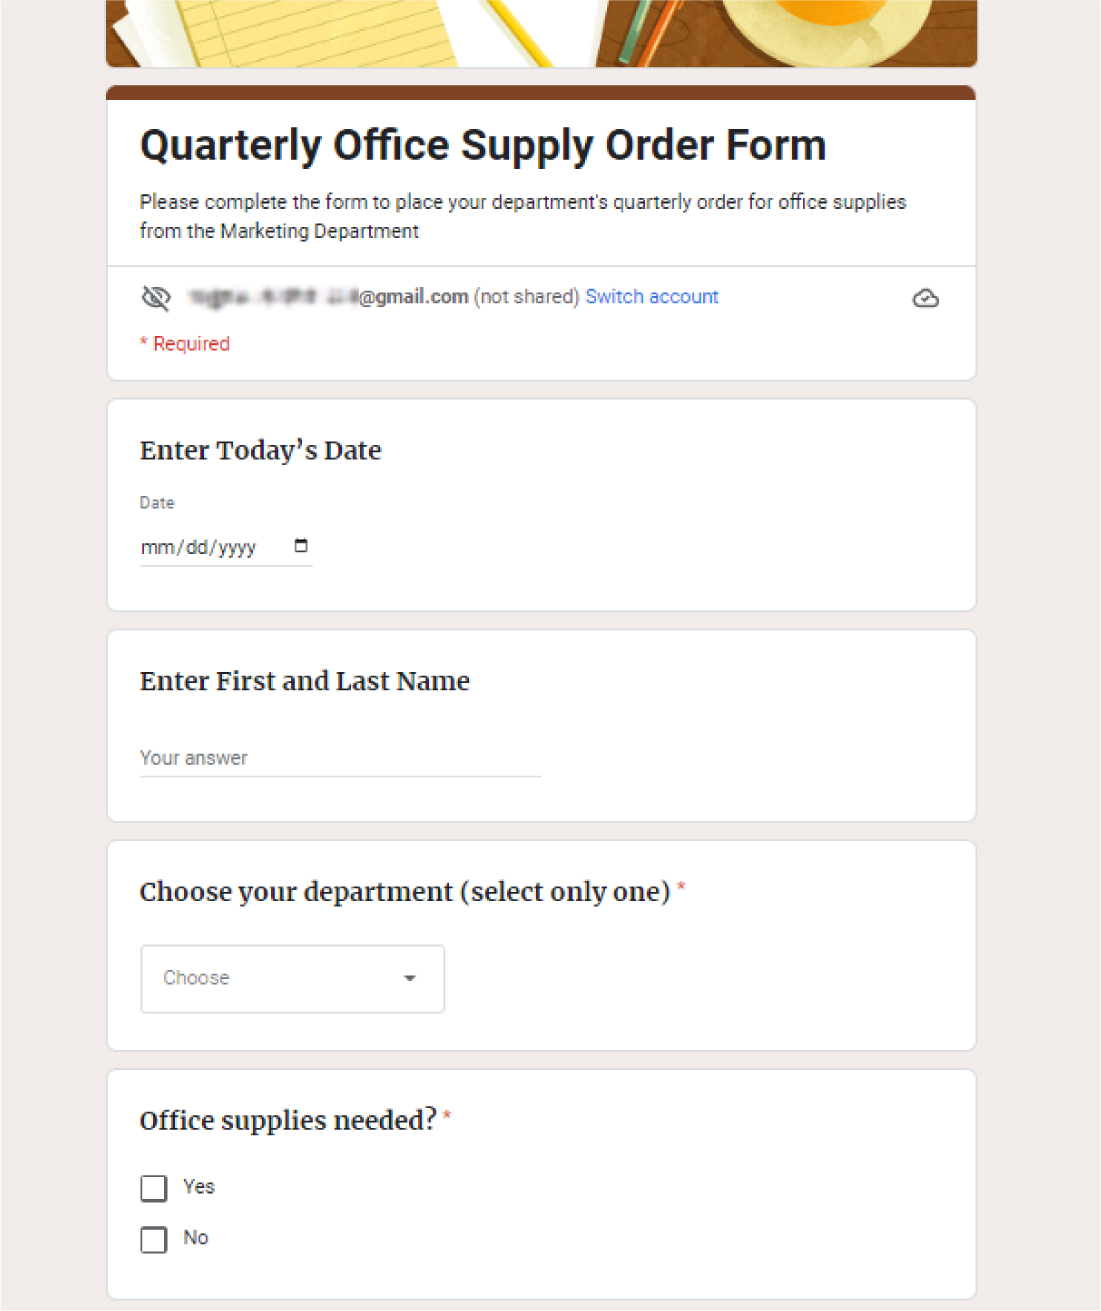 Quarterly Office Supply Order Form
Please complete the form to place your department's quarterly order for office supplies
from the Marketing Department
@gmail.com (not shared) Switch account
* Required
Enter Today’s Date
Date
mm/dd/yyyy
Enter First and Last Name
Your answer
Choose your department (select only one) *
Choose
Office supplies needed? *
Yes
No